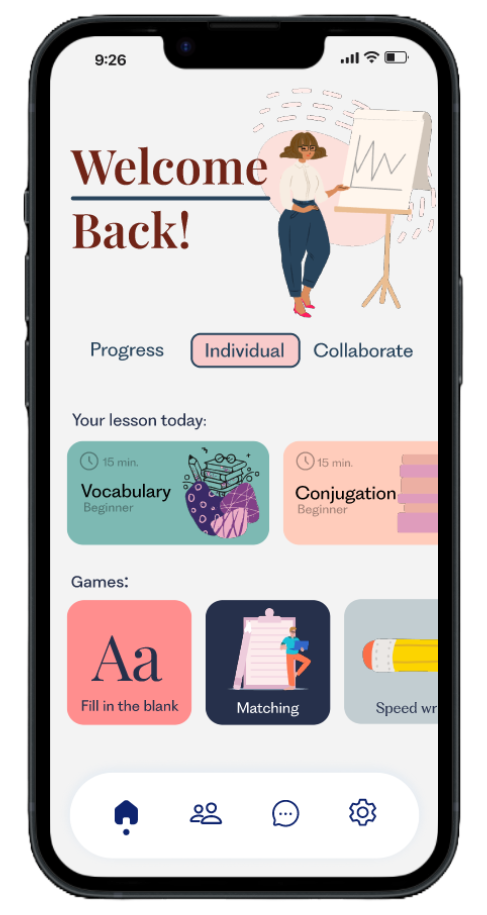 9:26
Welcome
Back!
Progress Individual Collaborate
Your lesson today:
15 min. 15 min.
Vocabulary Conjugation
Beginner Beginner
Games:
Aa
Fill in the blank Matching Speed wr